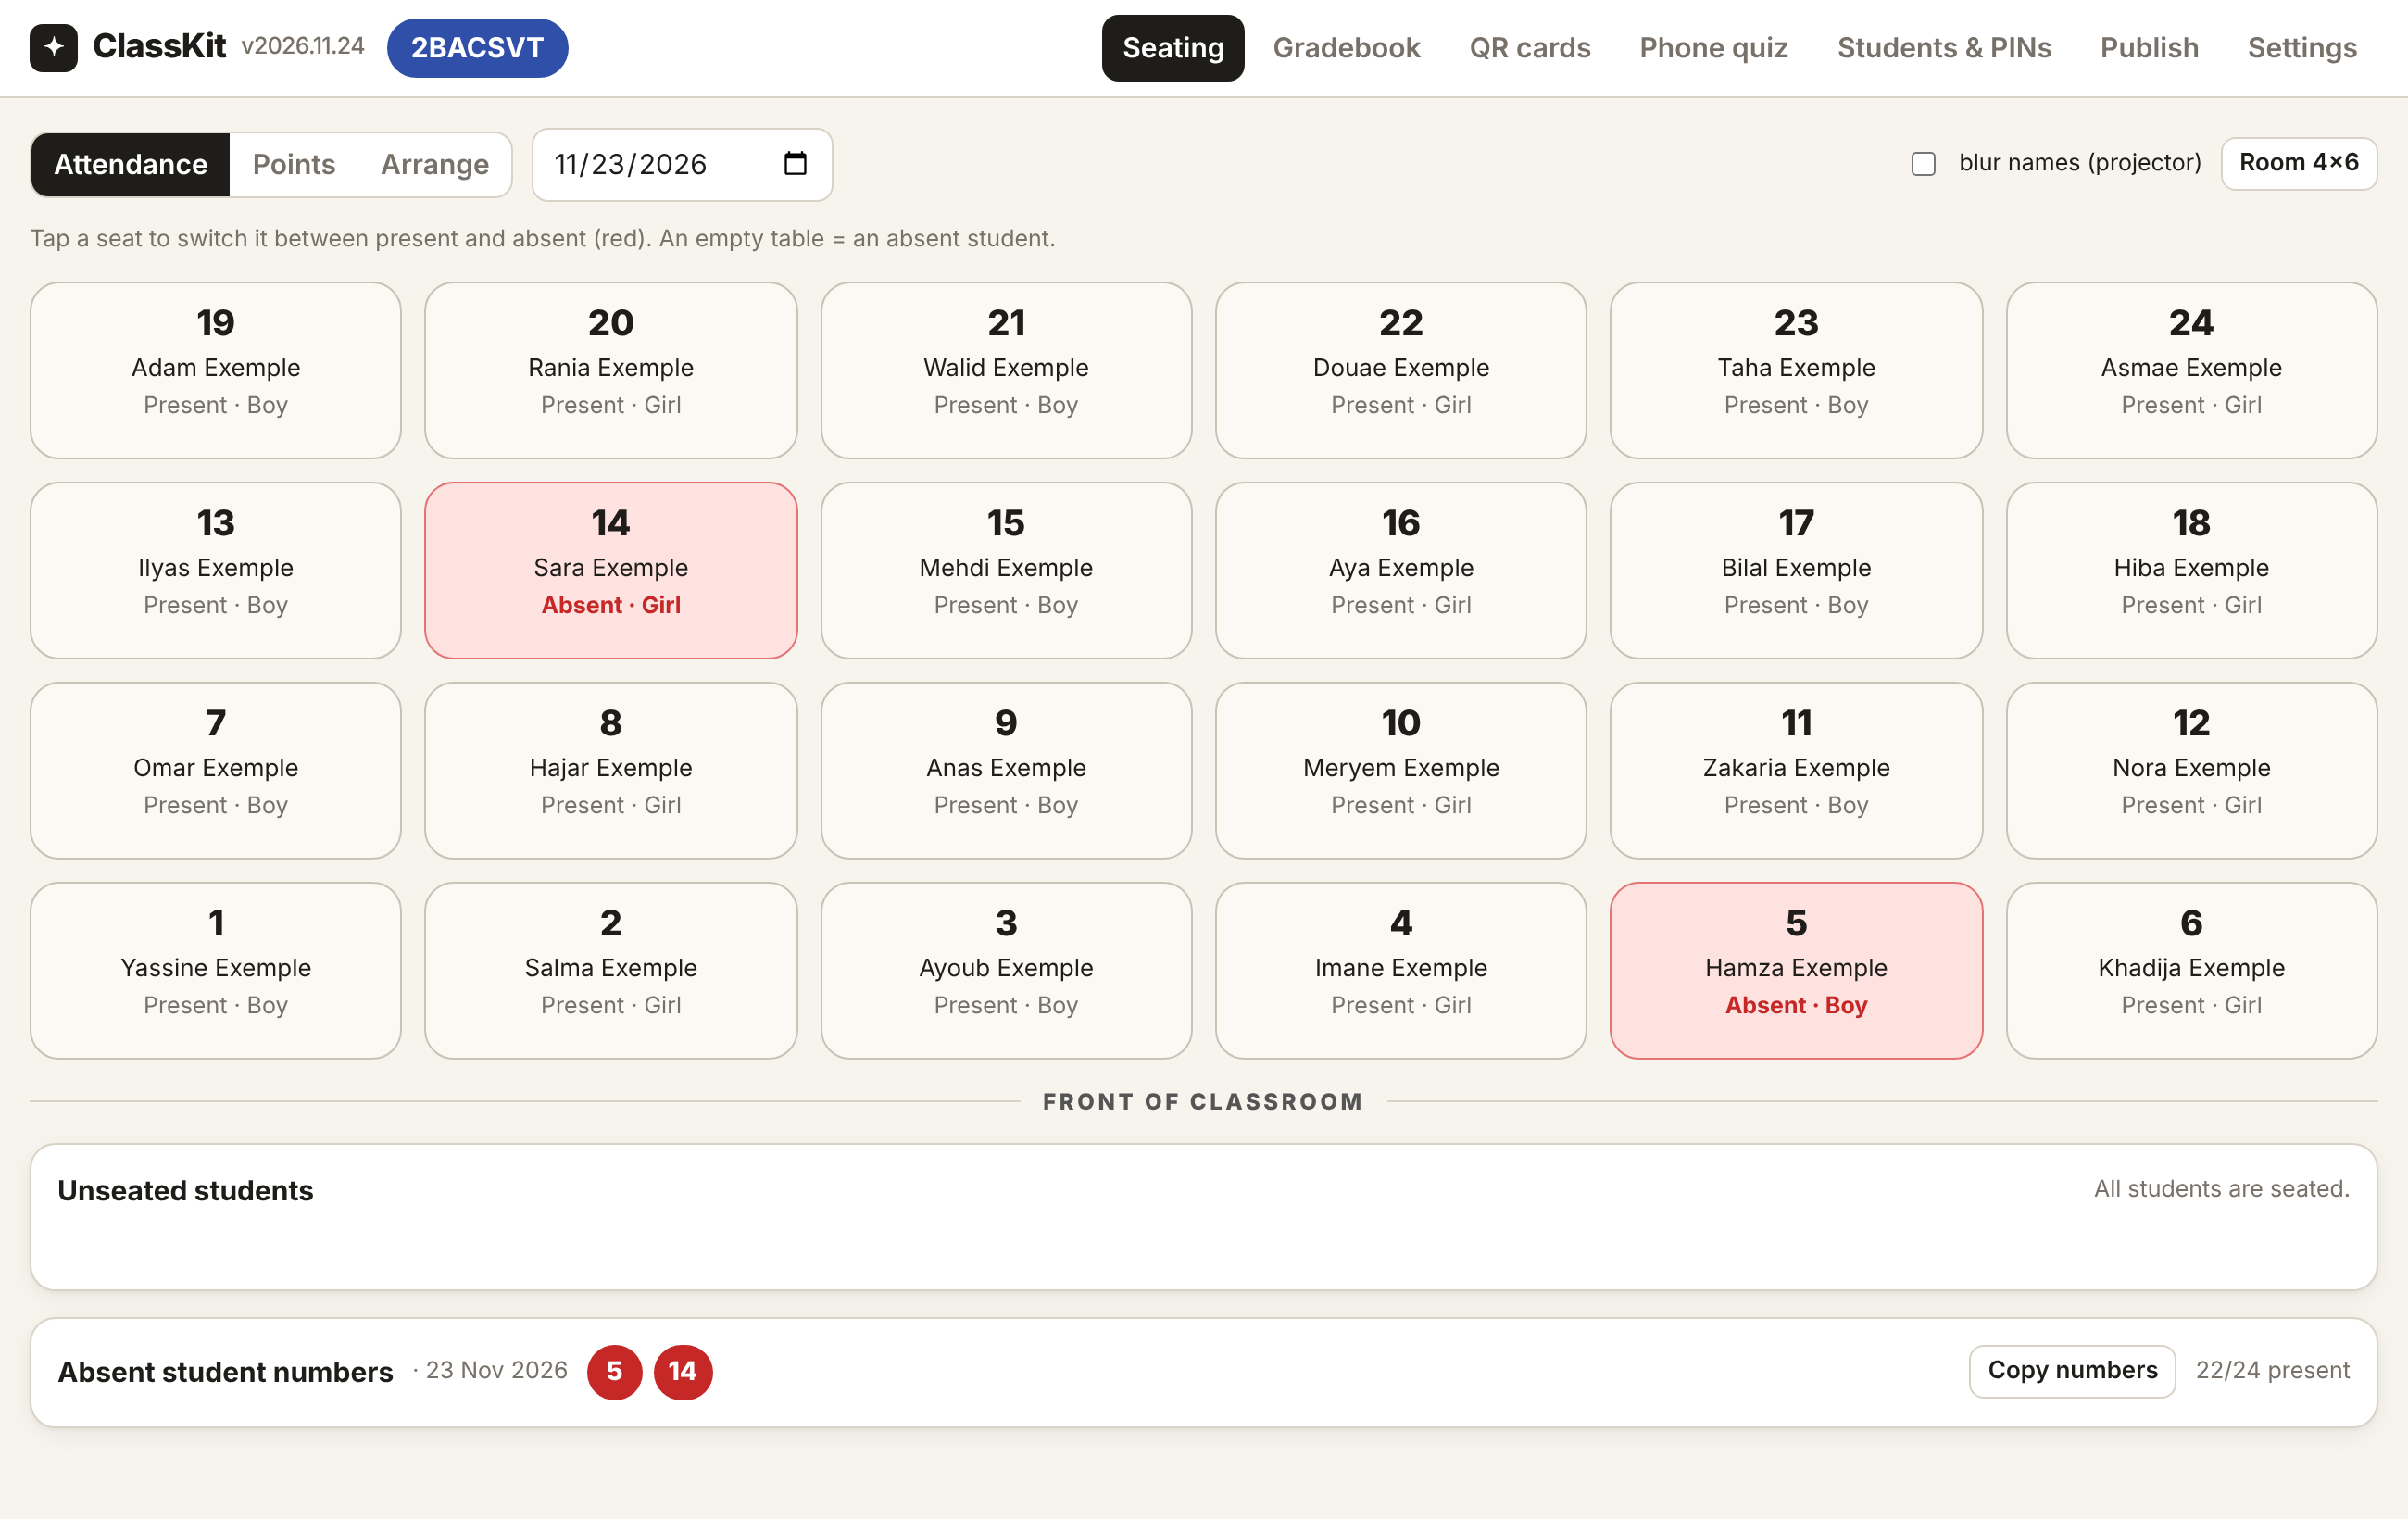 ✦ ClassKit v2026.11.24 2BACSVT Seating Gradebook QR cards Phone quiz Students & PINs Publish Settings
Attendance Points Arrange 11/23/2026 blur names (projector) Room 4×6
Tap a seat to switch it between present and absent (red). An empty table = an absent student.
19 20 21 22 23 24
Adam Exemple Rania Exemple Walid Exemple Douae Exemple Taha Exemple Asmae Exemple
Present · Boy Present · Girl Present · Boy Present · Girl Present · Boy Present · Girl
13 14 15 16 17 18
Ilyas Exemple Sara Exemple Mehdi Exemple Aya Exemple Bilal Exemple Hiba Exemple
Present · Boy Absent · Girl Present · Boy Present · Girl Present · Boy Present · Girl
7 8 9 10 11 12
Omar Exemple Hajar Exemple Anas Exemple Meryem Exemple Zakaria Exemple Nora Exemple
Present · Boy Present · Girl Present · Boy Present · Girl Present · Boy Present · Girl
1 2 3 4 5 6
Yassine Exemple Salma Exemple Ayoub Exemple Imane Exemple Hamza Exemple Khadija Exemple
Present · Boy Present · Girl Present · Boy Present · Girl Absent · Boy Present · Girl
FRONT OF CLASSROOM
Unseated students All students are seated.
Absent student numbers · 23 Nov 2026 5 14 Copy numbers 22/24 present